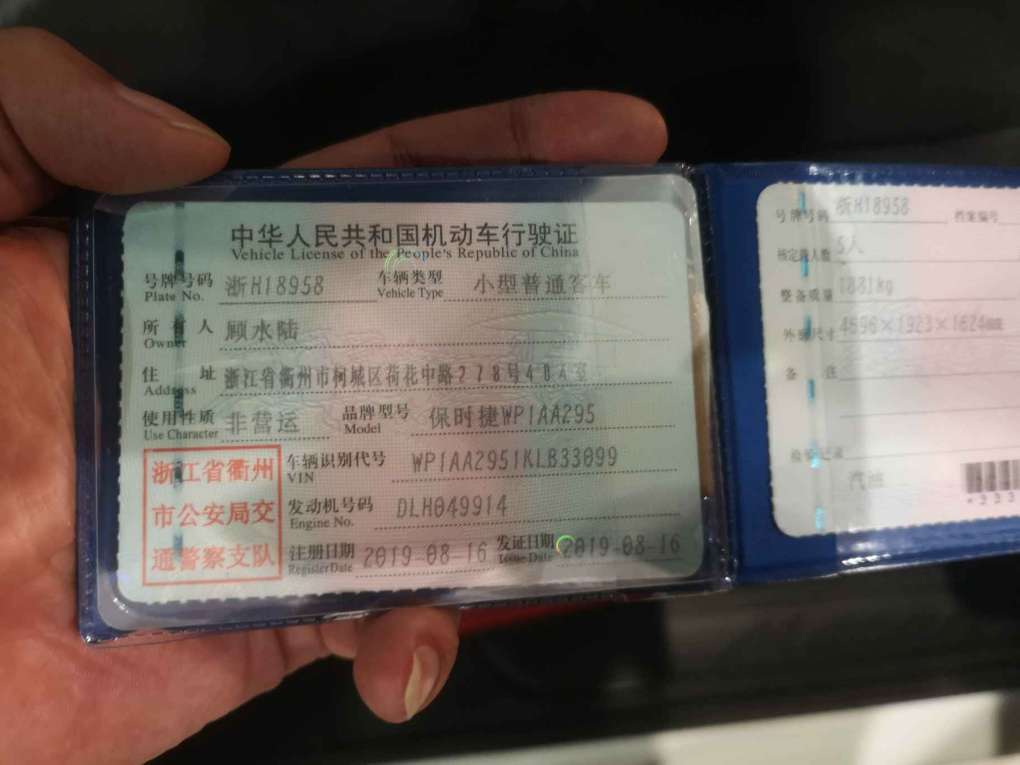 中华人民共和国机动车行驶证
Vehicle License of the People's Republic of China
号牌号码 浙H18958 车辆类型 小型普通客车
Plate No. Vehicle Type
所有人 顾水陆
Owner
住址 浙江省衢州市柯城区荷花中路278号404室
Address
使用性质 非营运 品牌型号 保时捷WP1AA295
Use Character Model
浙江省衢州
市公安局交
通警察支队
车辆识别代号 WP1AA2951KLB33099
VIN
发动机号码 DLH049914
Engine No.
注册日期 2019-08-16 发证日期 2019-08-16
Register Date Issue Date
号牌号码 浙H18958 档案编号
核定载人数 5人
整备质量 1881kg
外廓尺寸 4696×1923×1624mm
备注
检验记录
汽油